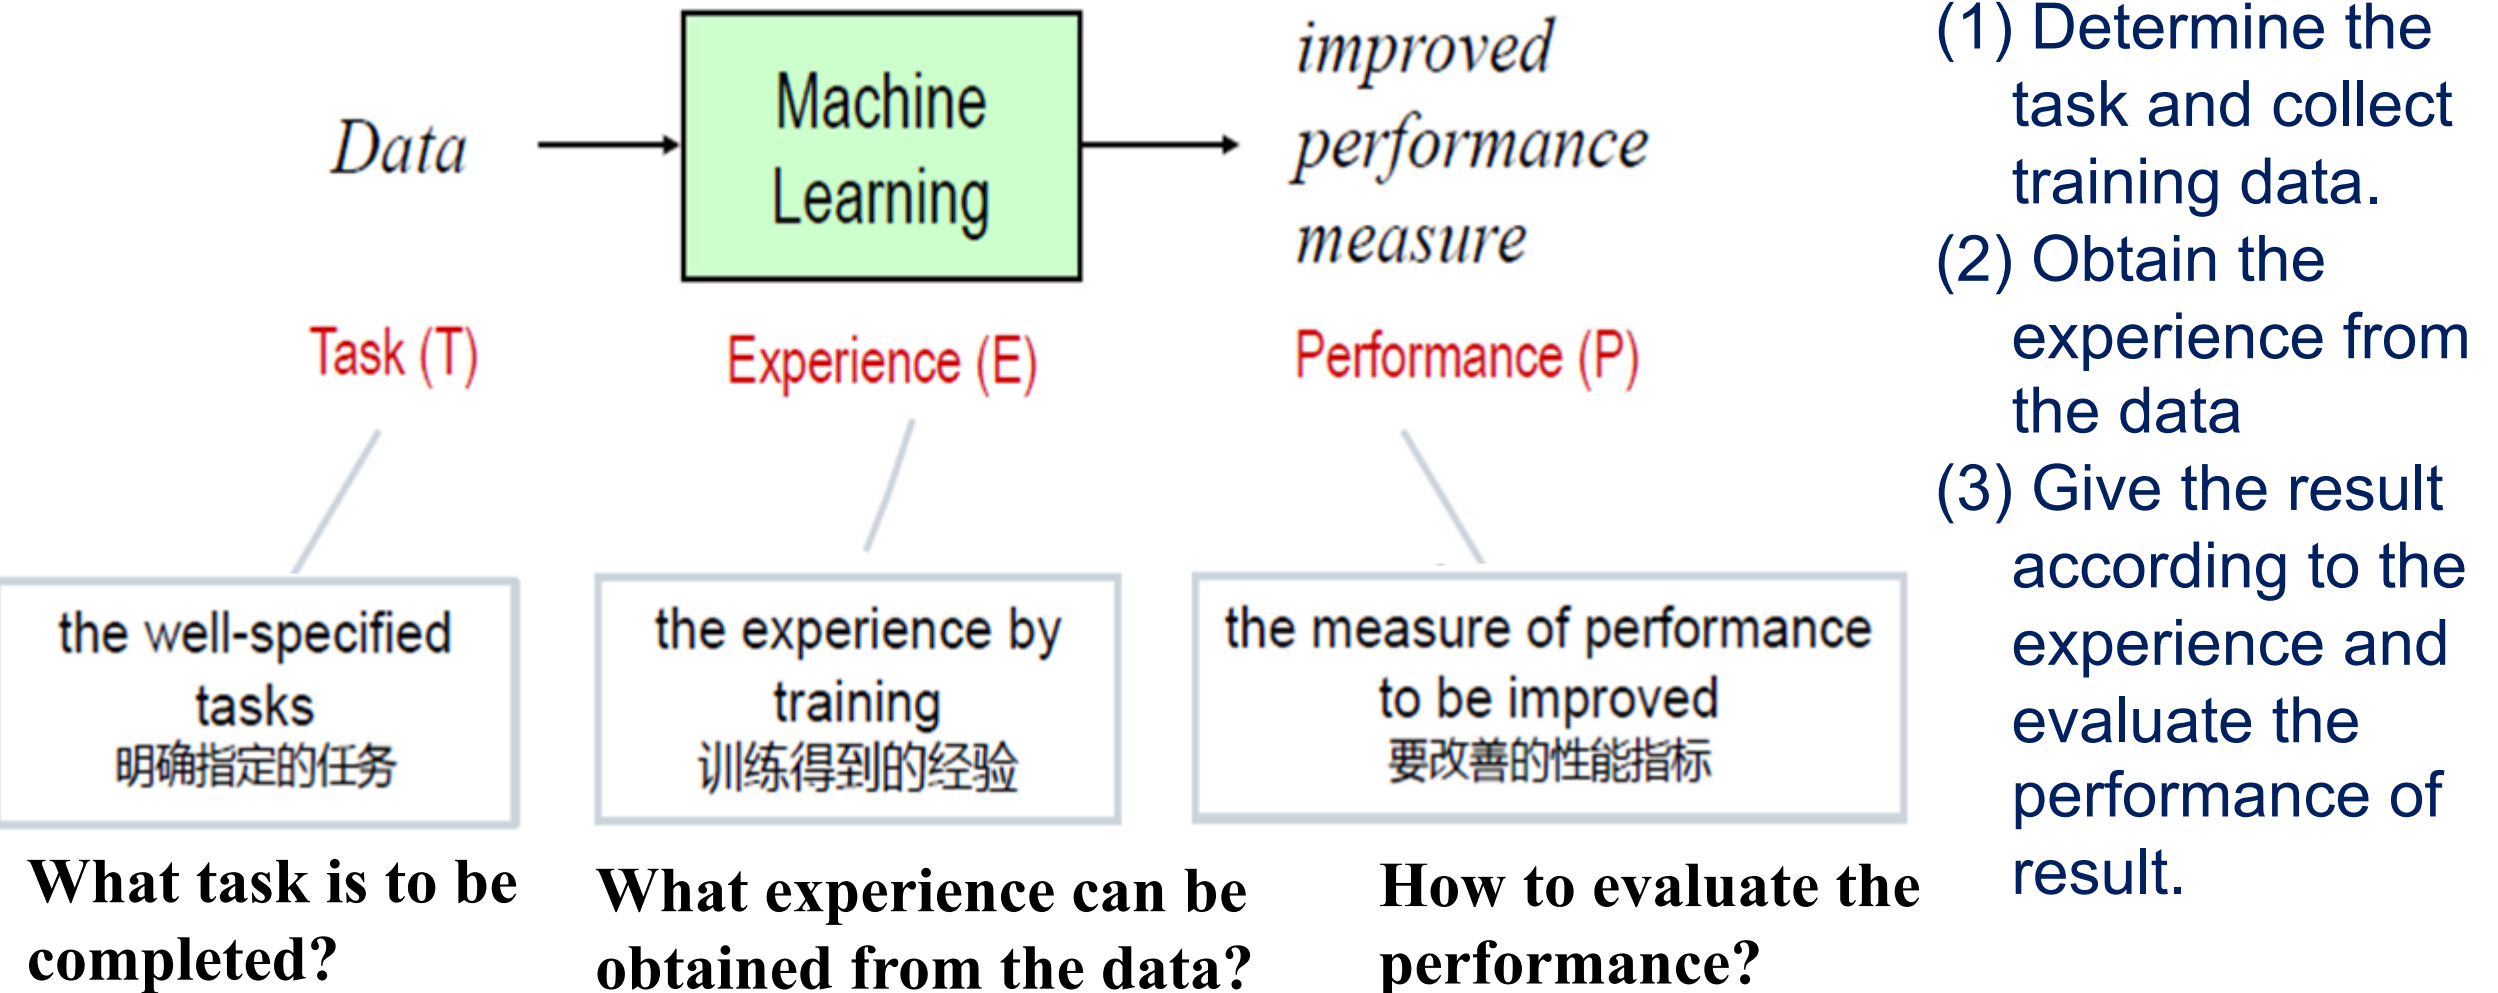 Data
Machine
Learning
improved
performance
measure
Task (T)
Experience (E)
Performance (P)
the well-specified
tasks
明确指定的任务
the experience by
training
训练得到的经验
the measure of performance
to be improved
要改善的性能指标
What task is to be
completed?
What experience can be
obtained from the data?
How to evaluate the
performance?
(1) Determine the
task and collect
training data.
(2) Obtain the
experience from
the data
(3) Give the result
according to the
experience and
evaluate the
performance of
result.